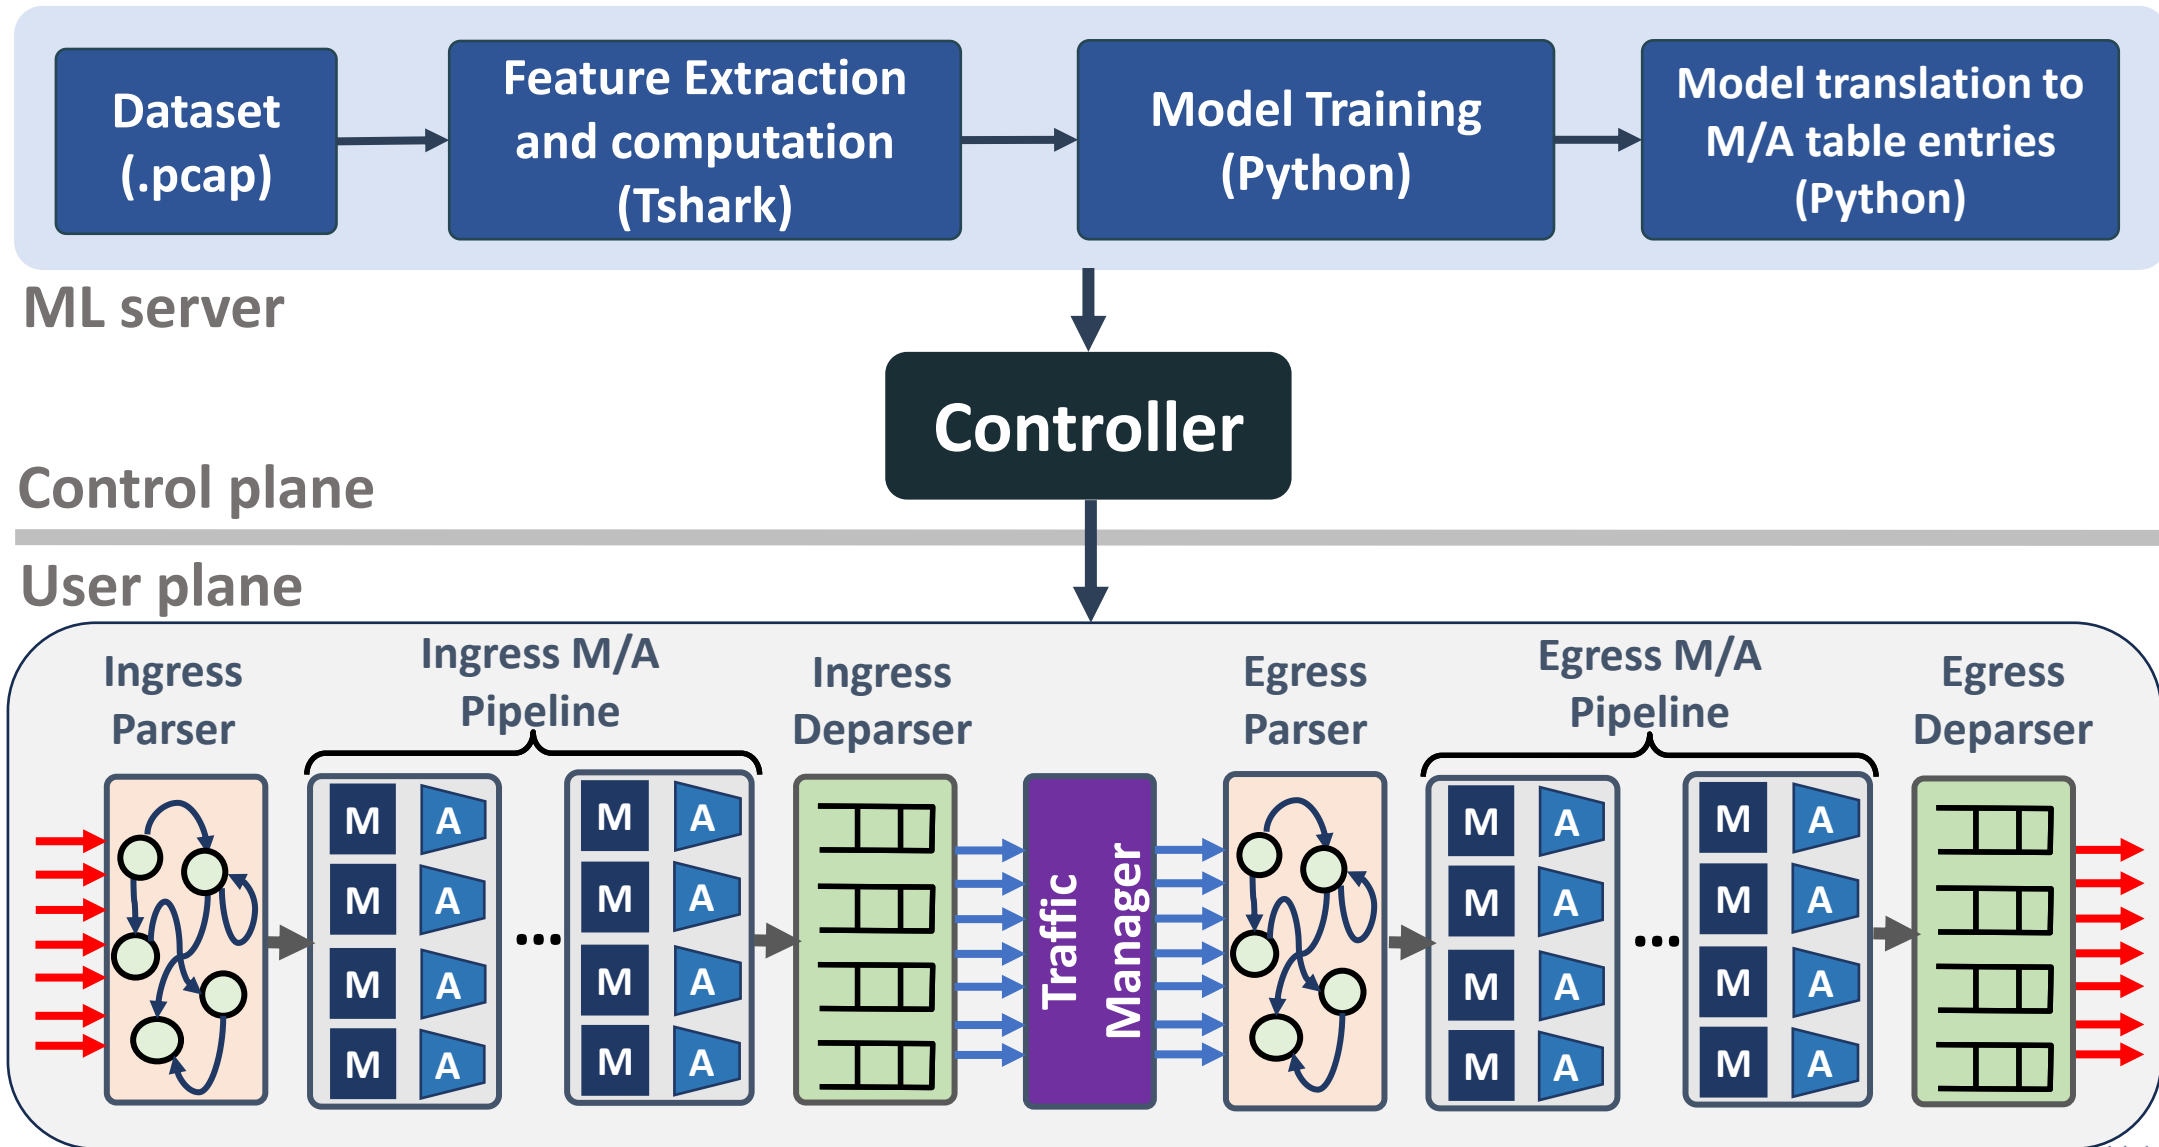 Dataset
(.pcap)
Feature Extraction
and computation
(Tshark)
Model Training
(Python)
Model translation to
M/A table entries
(Python)
ML server
Controller
Control plane
User plane
Ingress
Parser
Ingress M/A
Pipeline
Ingress
Deparser
Egress
Parser
Egress M/A
Pipeline
Egress
Deparser
M A
M A
M A
M A
...
M A
M A
M A
M A
Traffic
Manager
M A
M A
M A
M A
...
M A
M A
M A
M A